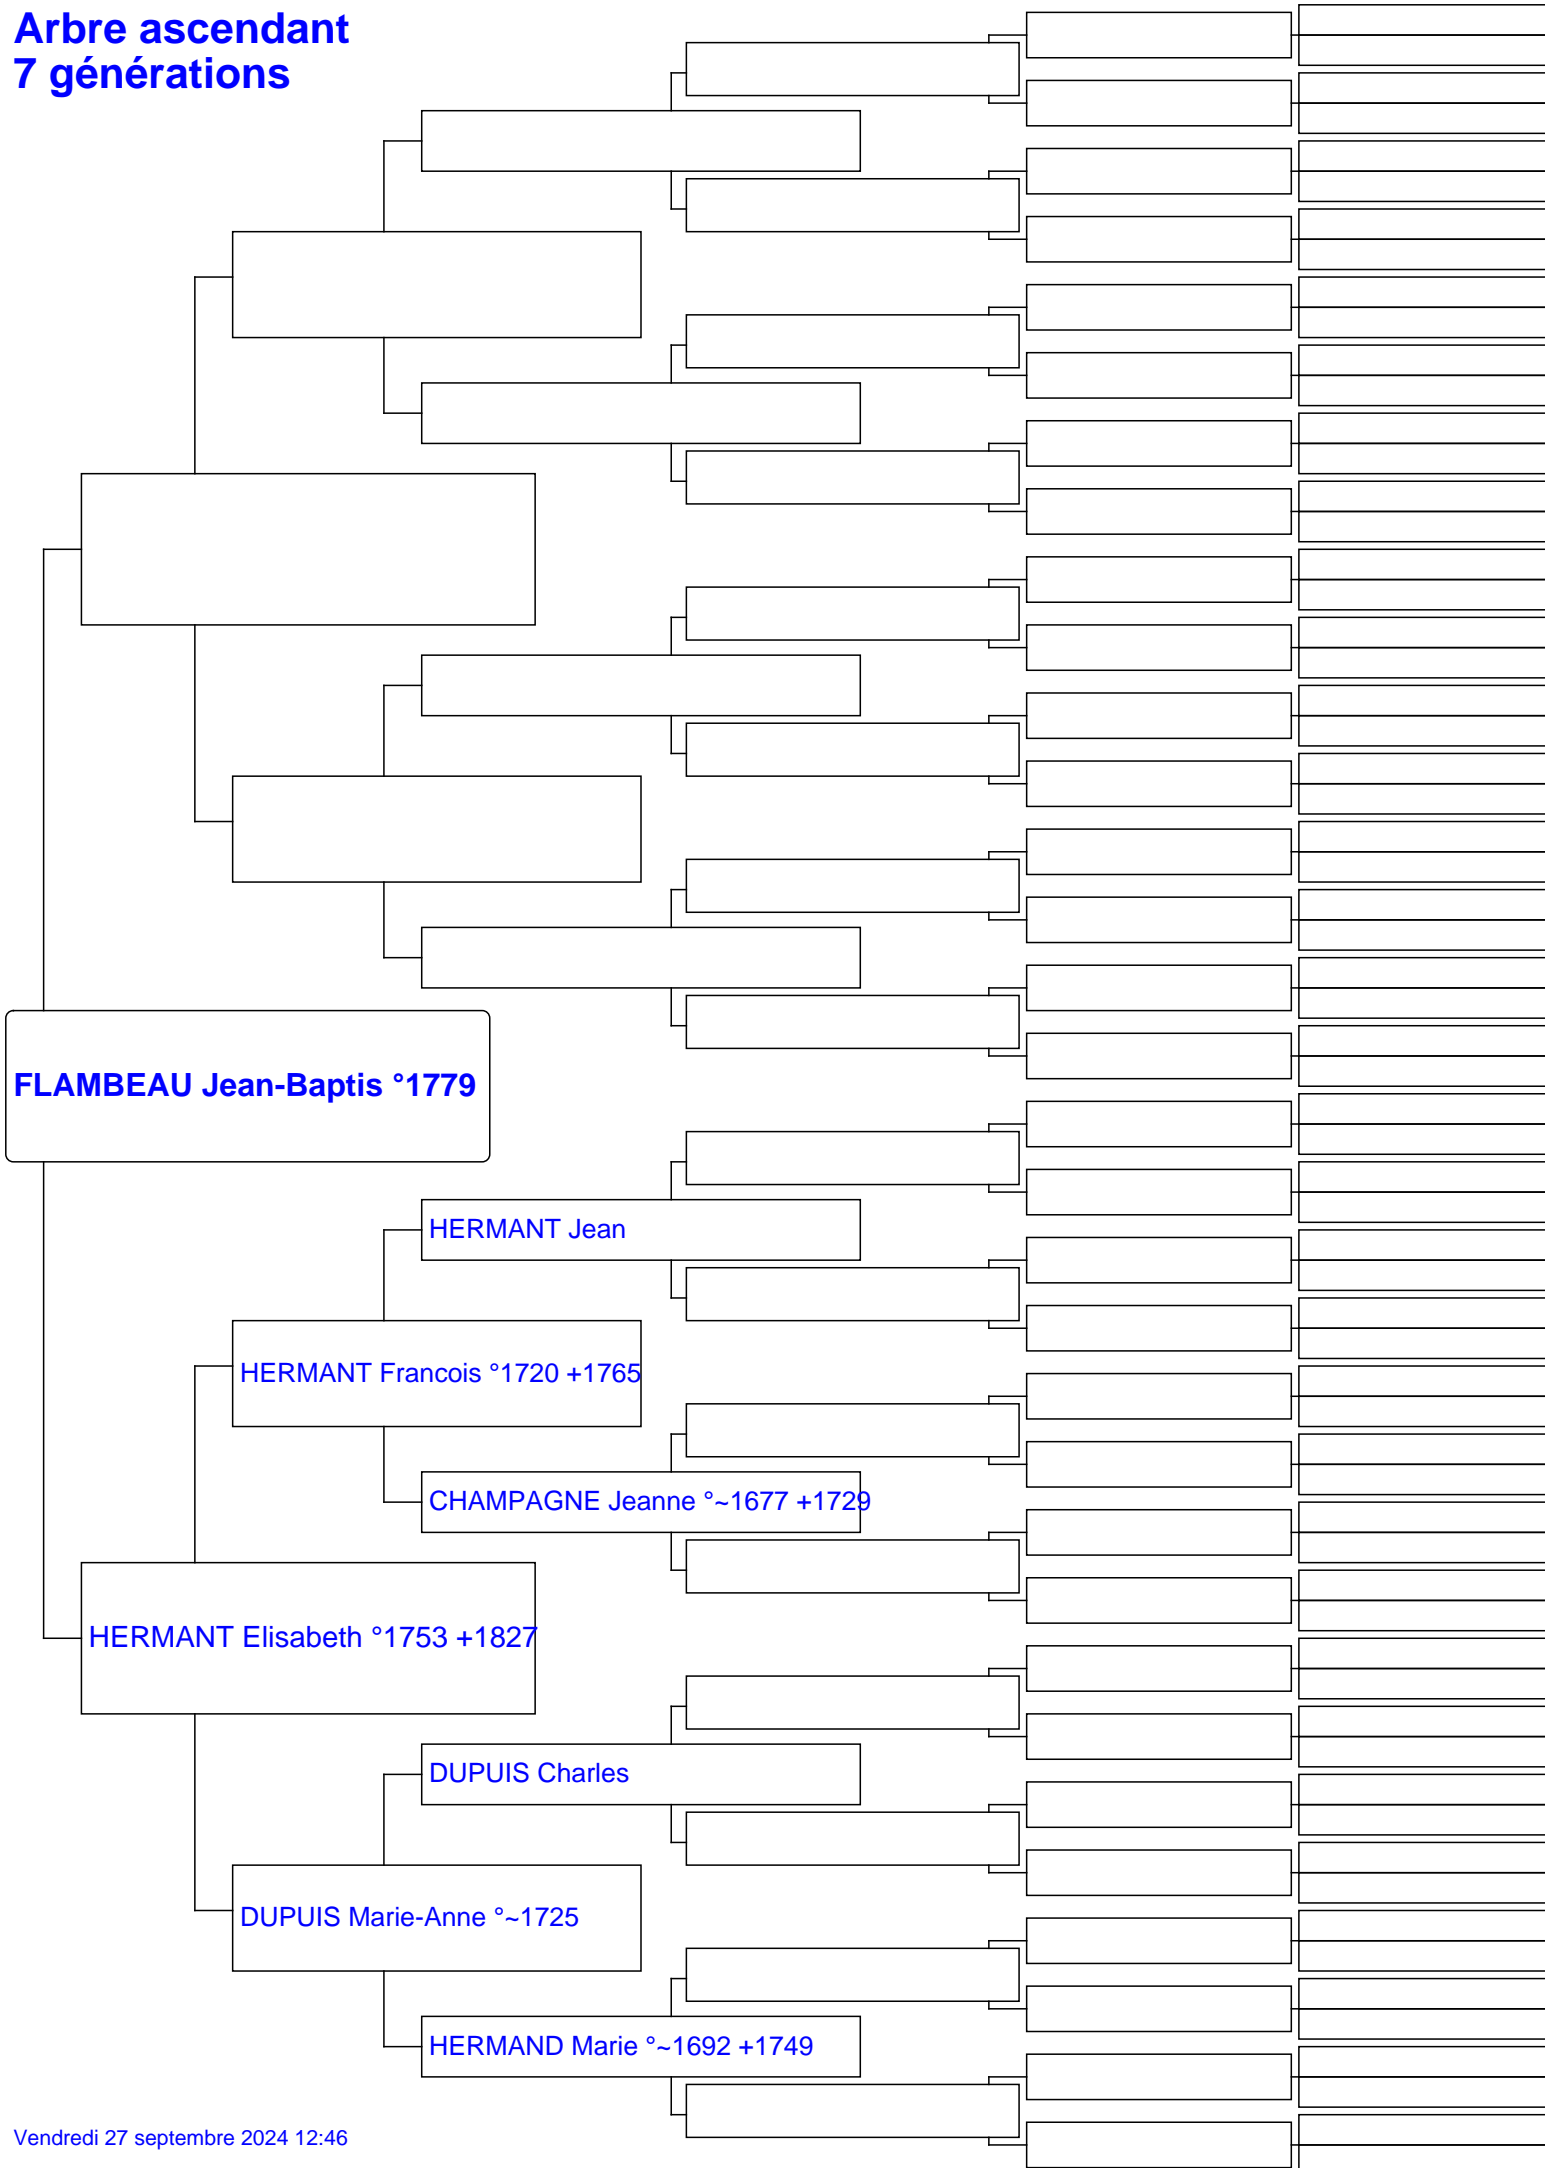 Arbre ascendant
7 générations
FLAMBEAU Jean-Baptis °1779
HERMANT Jean
HERMANT Francois °1720 +1765
CHAMPAGNE Jeanne °~1677 +1729
HERMANT Elisabeth °1753 +1827
DUPUIS Charles
DUPUIS Marie-Anne °~1725
HERMAND Marie °~1692 +1749
Vendredi 27 septembre 2024 12:46